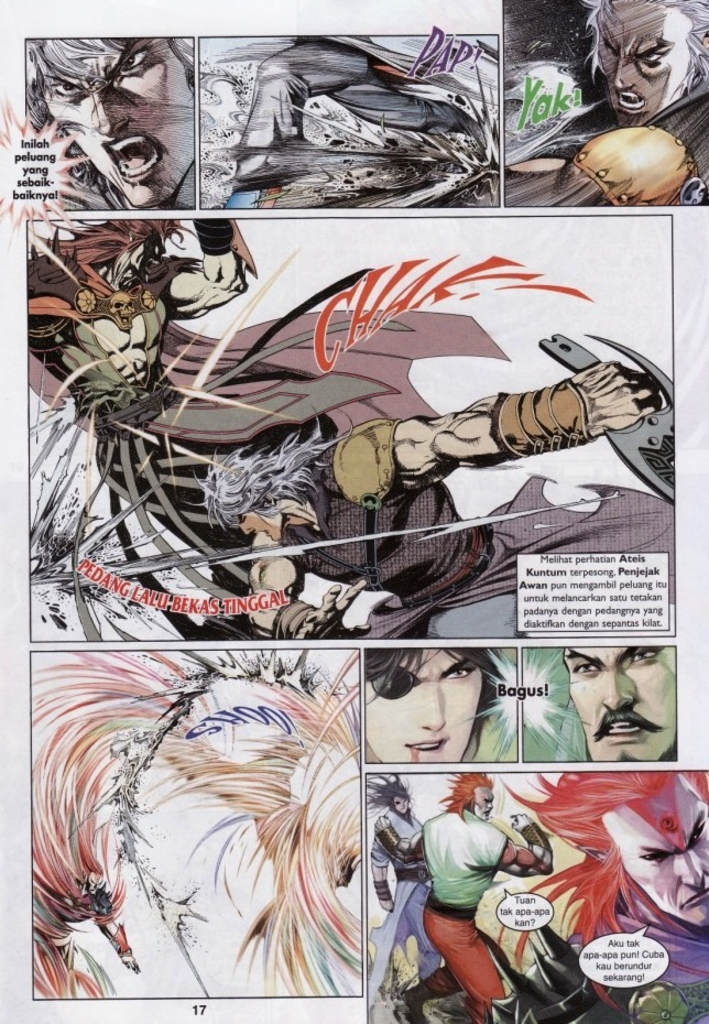 Inilah
peluang
yang
sebaik-
baiknya!
PAP!
Yak!
CHAK
PEDANG LALU BEKAS TINGGAL
Melihat perhatian Ateis
Kuntum terpesong, Penjejak
Awan pun mengambil peluang itu
untuk melancarkan satu tetakan
padanya dengan pedangnya yang
diaktifkan dengan sepantas kilat.
Bagus!
Tuan
tak apa-apa
kan?
Aku tak
apa-apa pun! Cuba
kau berundur
sekarang!
17